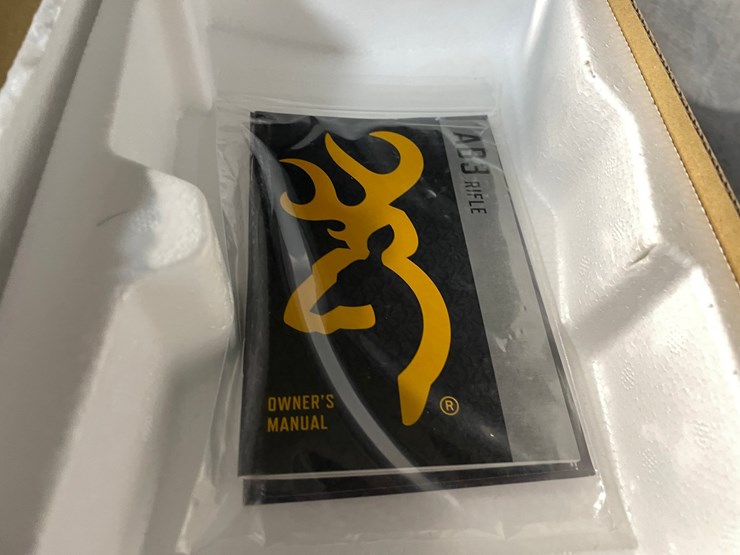 AB3 RIFLE
OWNER'S
MANUAL
®